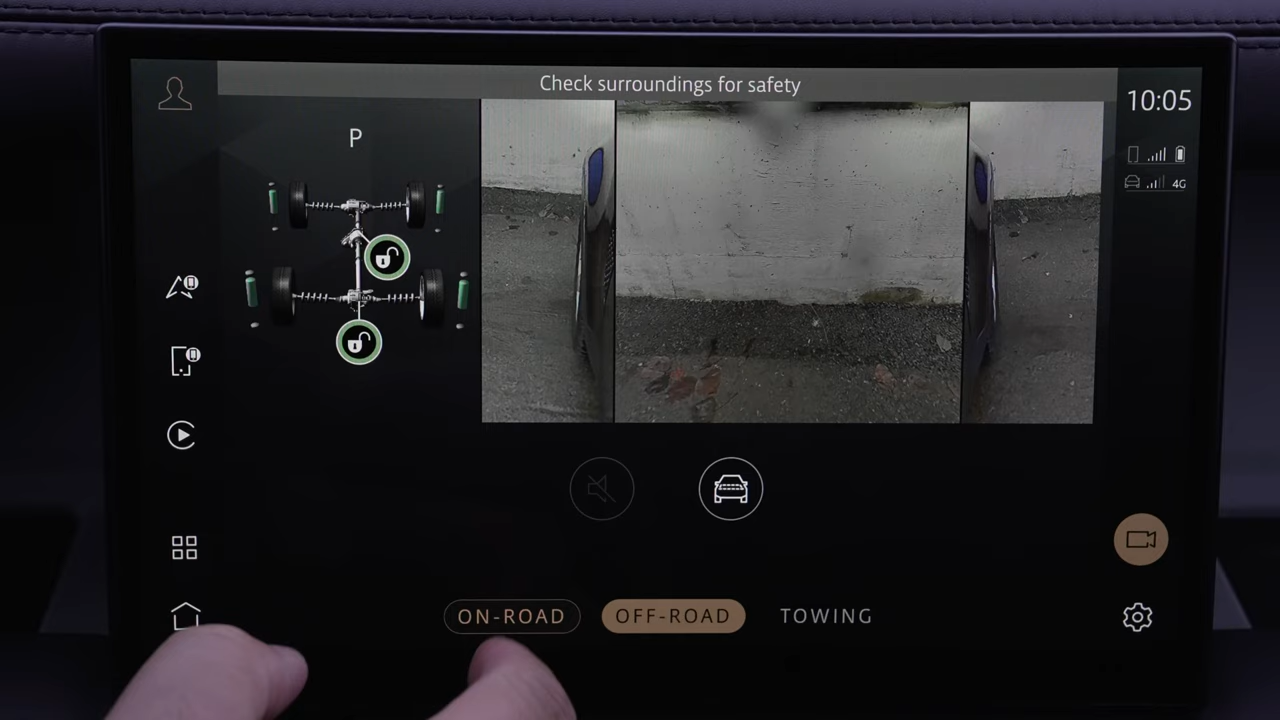 Check surroundings for safety
10:05
P
4G
ON-ROAD
OFF-ROAD
TOWING